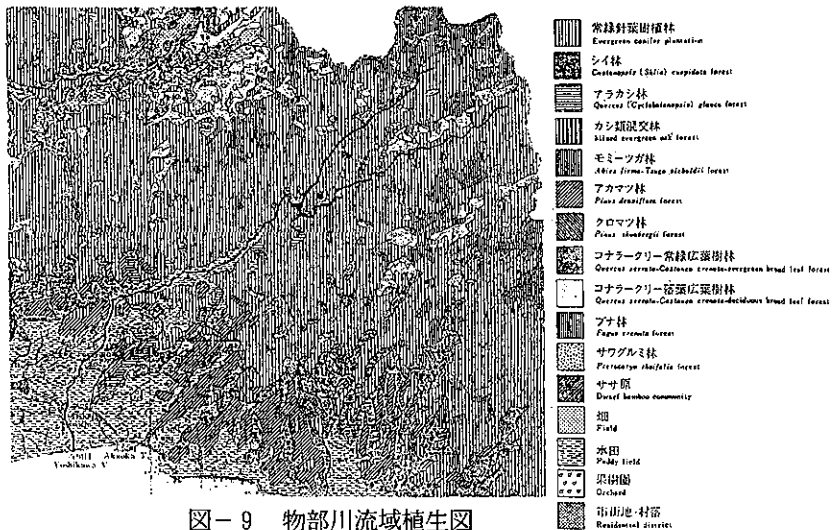 常緑針葉樹植林
Evergreen conifer plantation
シイ林
Castanopsis (Shiia) cuspidata forest
アラカシ林
Quercus (Cyclobalanopsis) glauca forest
カシ類混交林
Mixed evergreen oak forest
モミーツガ林
Abies firma-Tsuga sieboldii forest
アカマツ林
Pinus densiflora forest
クロマツ林
Pinus thunbergii forest
コナラークリー常緑広葉樹林
Quercus serrata-Castanea crenata-evergreen broad leaf forest
コナラークリー落葉広葉樹林
Quercus serrata-Castanea crenata-deciduous broad leaf forest
ブナ林
Fagus crenata forest
サワグルミ林
Pterocarya rhoifolia forest
ササ原
Dwarf bamboo community
畑
Field
水田
Paddy field
果樹園
Orchard
市街地・村落
Residential district
Akaoka T.
Yoshikawa V.
図－9 物部川流域植生図